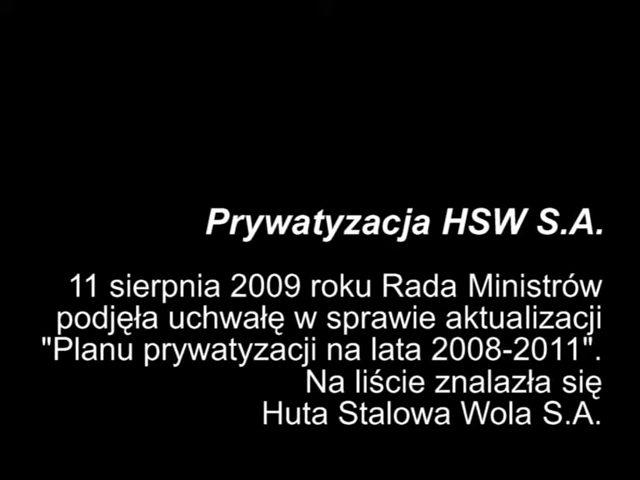 Prywatyzacja HSW S.A.
11 sierpnia 2009 roku Rada Ministrów
podjęła uchwałę w sprawie aktualizacji
"Planu prywatyzacji na lata 2008-2011".
Na liście znalazła się
Huta Stalowa Wola S.A.